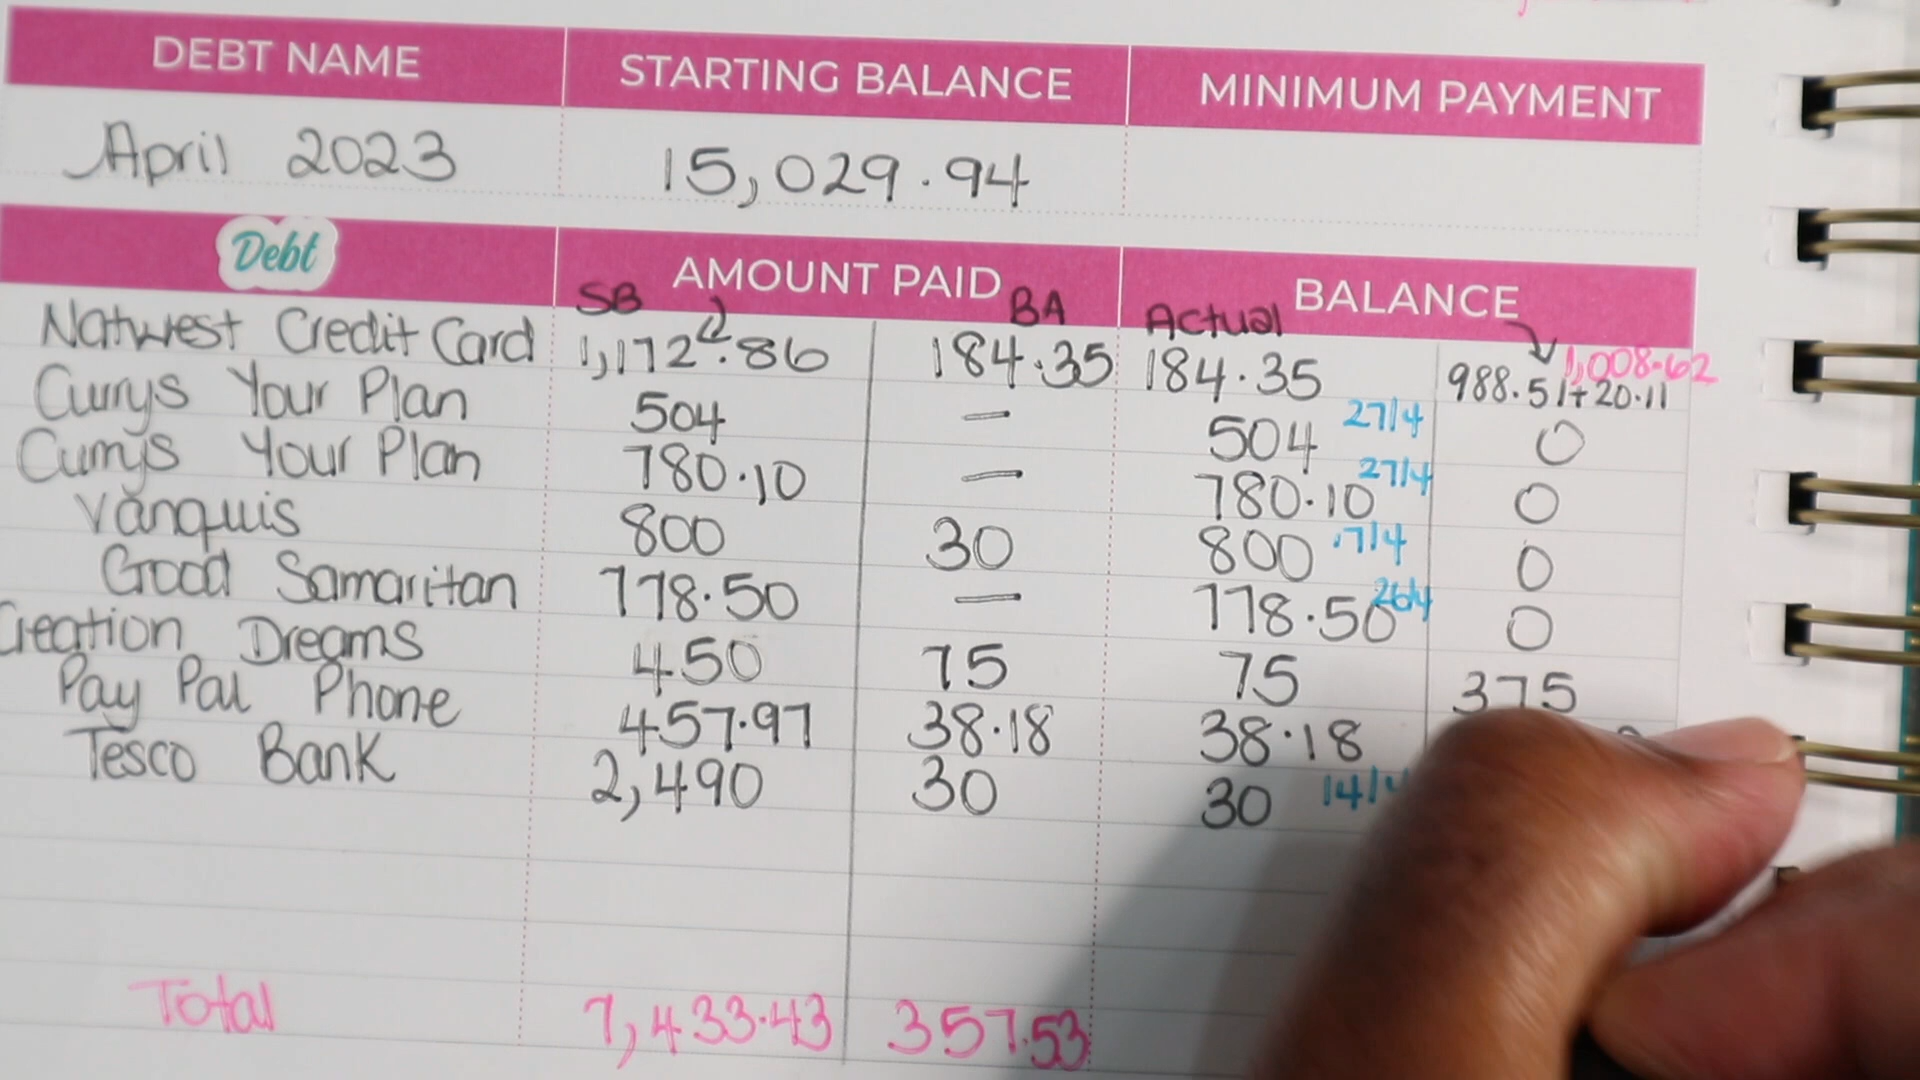 DEBT NAME STARTING BALANCE MINIMUM PAYMENT
April 2023 15,029.94
Debt AMOUNT PAID BALANCE
SB BA Actual
Natwest Credit Card 1,172.86 184.35 184.35 988.51+20.11 1,008.62
Currys Your Plan 504 — 504 27/4 0
Currys Your Plan 780.10 — 780.10 27/4 0
Vanquis 800 30 800 17/4 0
Good Samaritan 778.50 — 778.50 26/4 0
Creation Dreams 450 75 75 375
Pay Pal Phone 457.97 38.18 38.18
Tesco Bank 2,490 30 30 14/4
Total 7,433.43 357.53